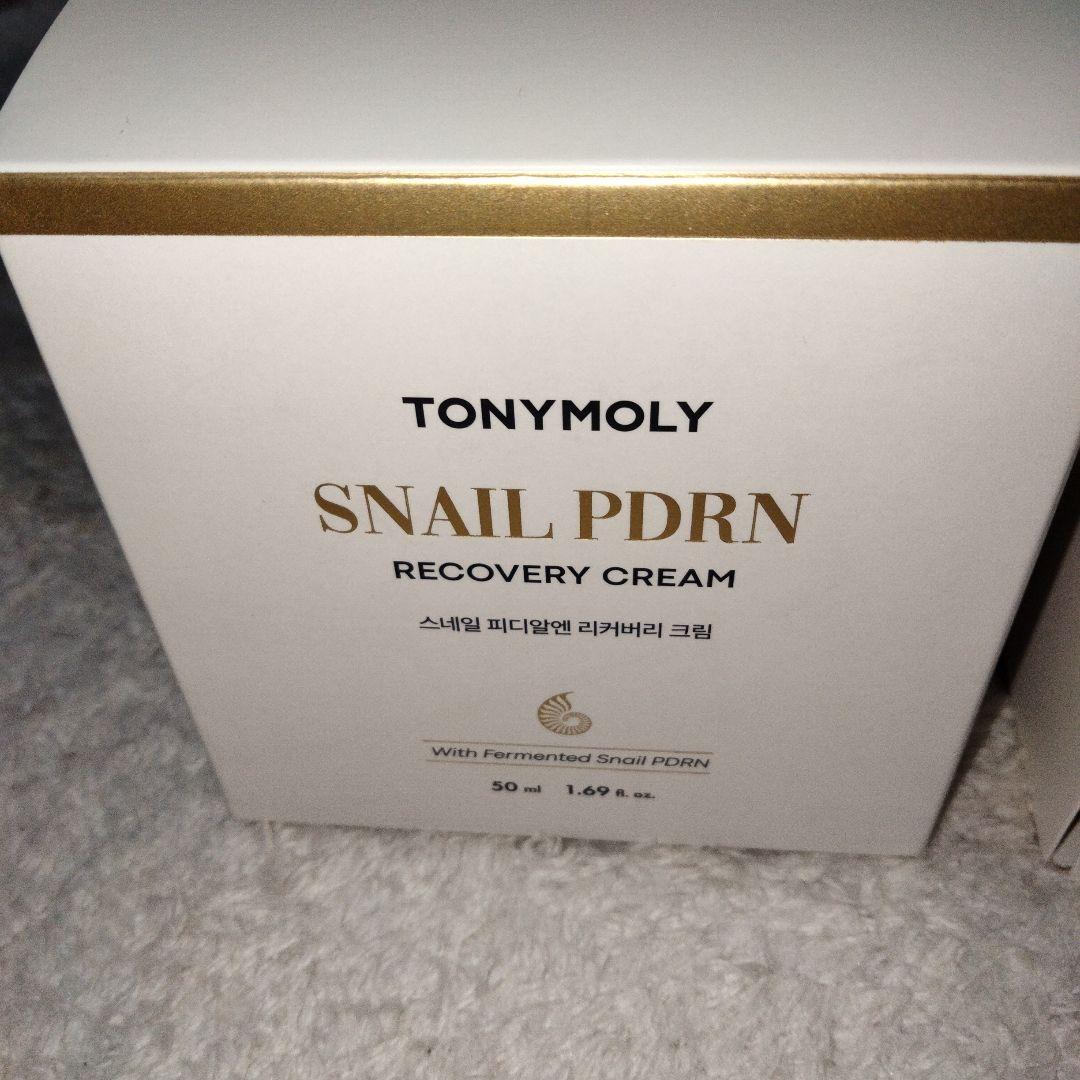 TONYMOLY
SNAIL PDRN
RECOVERY CREAM
스네일 피디알엔 리커버리 크림
With Fermented Snail PDRN
50 ml 1.69 fl. oz.